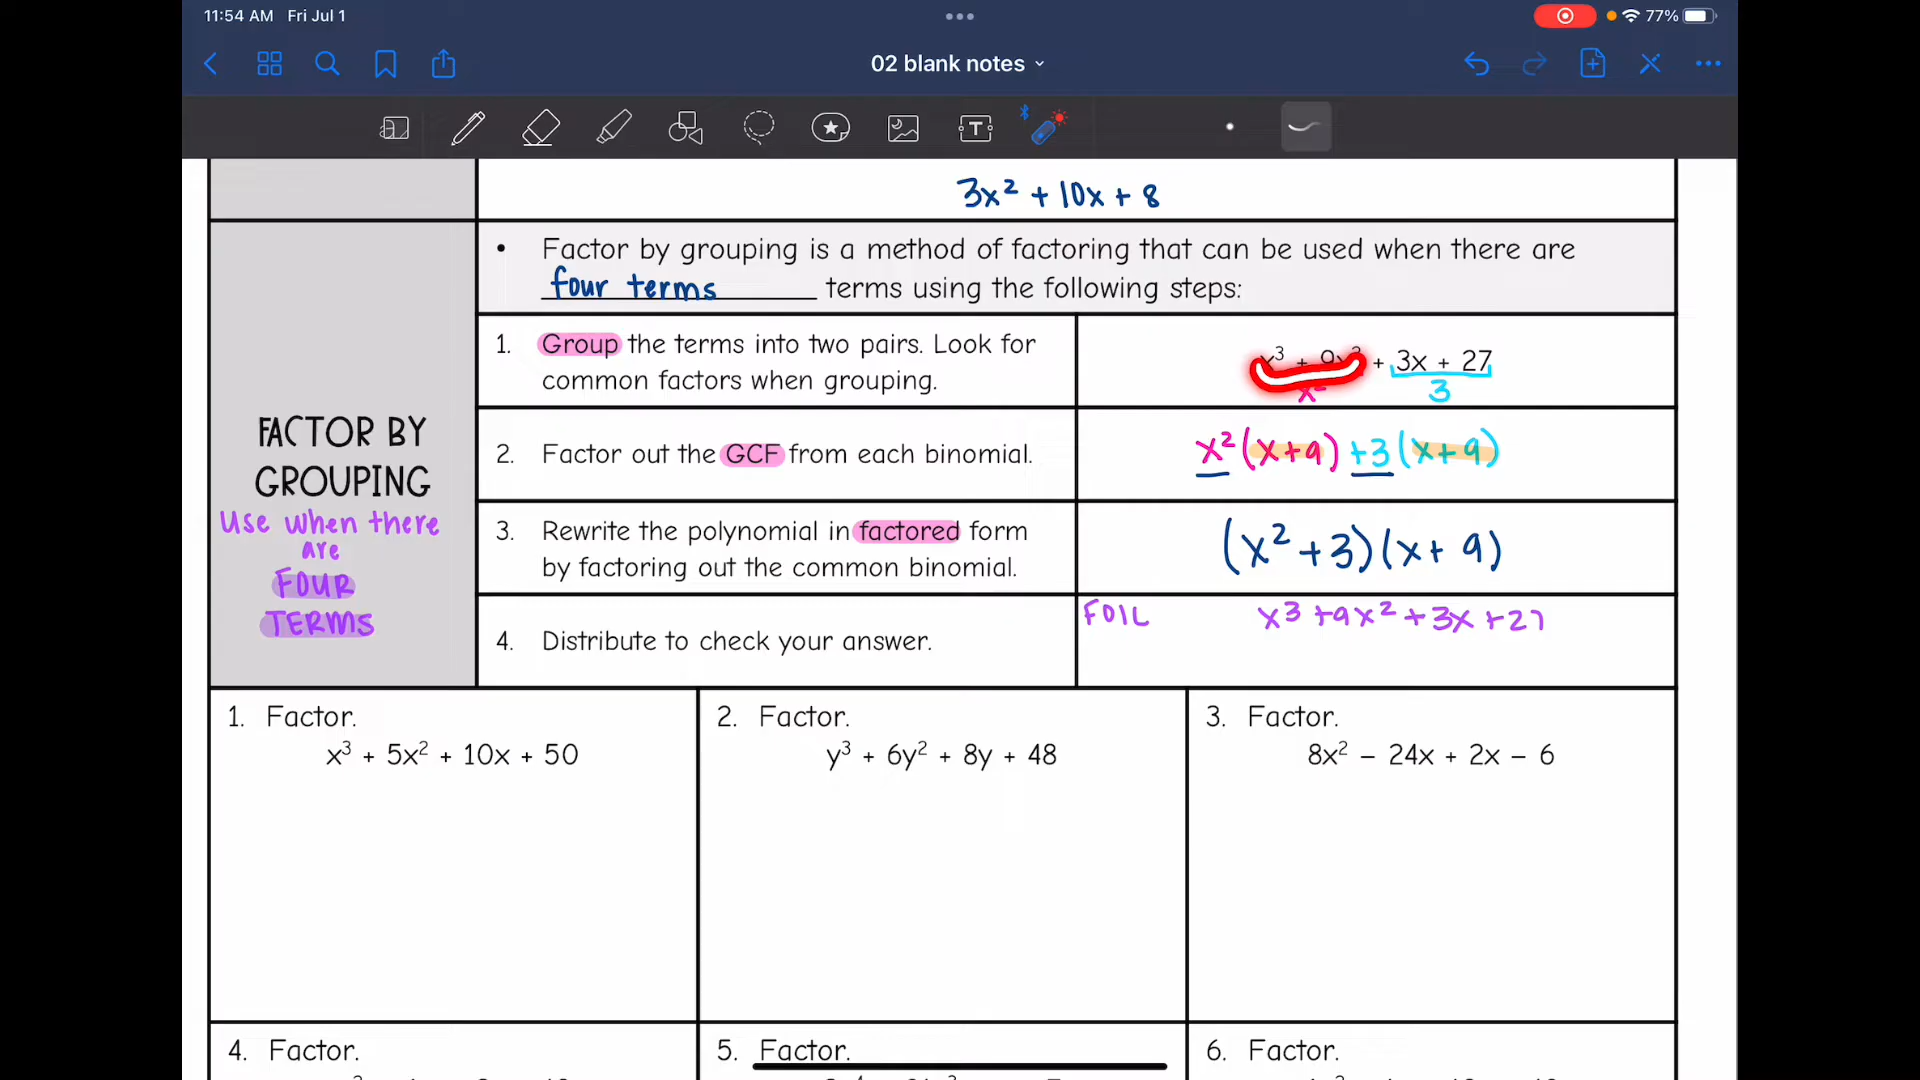 11:54 AM Fri Jul 1
77%
02 blank notes
3x² + 10x + 8
• Factor by grouping is a method of factoring that can be used when there are
four terms terms using the following steps:
FACTOR BY
GROUPING
Use when there
are
FOUR
TERMS
1. Group the terms into two pairs. Look for
common factors when grouping.
+ 3x + 27
3
2. Factor out the GCF from each binomial.
x²(x+9) +3(x+9)
3. Rewrite the polynomial in factored form
by factoring out the common binomial.
(x²+3)(x+9)
4. Distribute to check your answer.
FOIL x³ +9x² +3x +27
1. Factor.
x³ + 5x² + 10x + 50
2. Factor.
y³ + 6y² + 8y + 48
3. Factor.
8x² − 24x + 2x − 6
4. Factor.
5. Factor.
6. Factor.